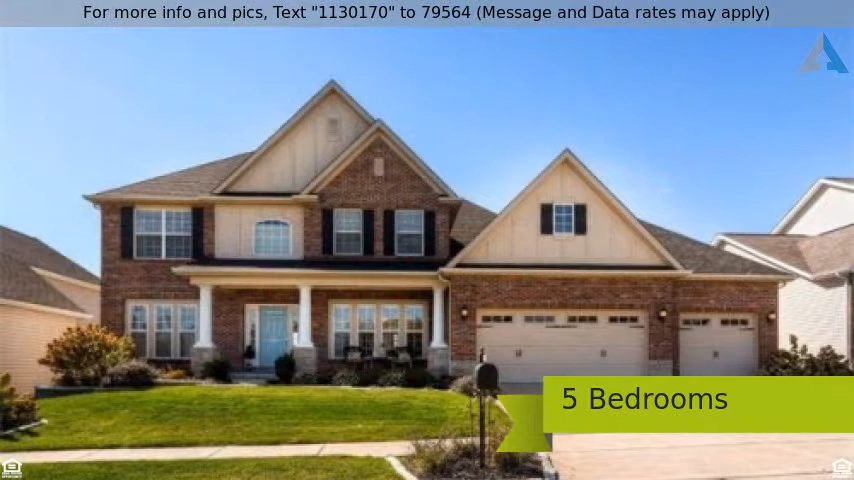 For more info and pics, Text "1130170" to 79564 (Message and Data rates may apply)
5 Bedrooms